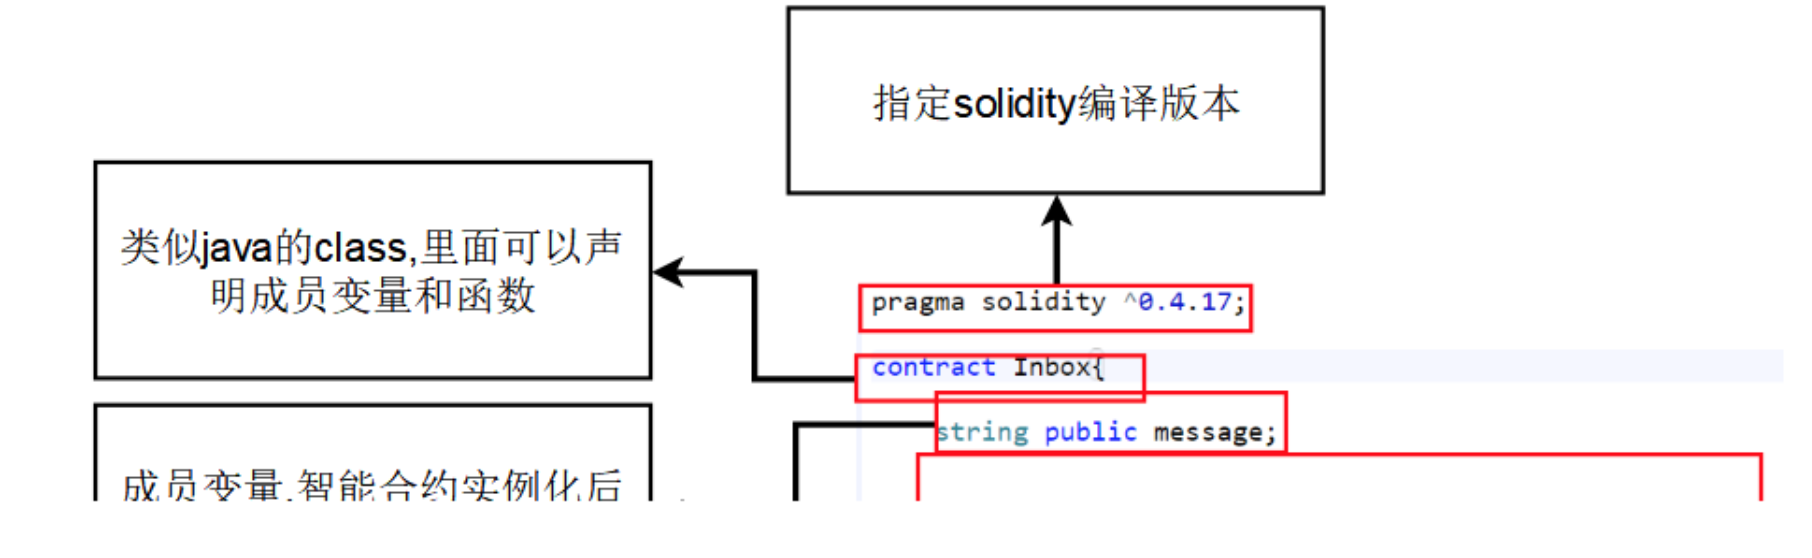 指定solidity编译版本
类似java的class,里面可以声
明成员变量和函数
pragma solidity ^0.4.17;
contract Inbox{
string public message;
成员变量,智能合约实例化后